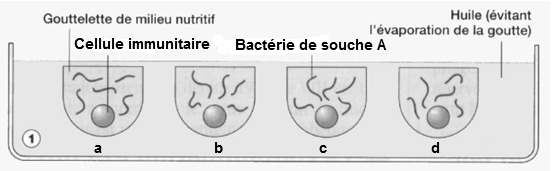 Gouttelette de milieu nutritif
Huile (évitant
l'évaporation de la goutte)
Cellule immunitaire
Bactérie de souche A
1
a
b
c
d